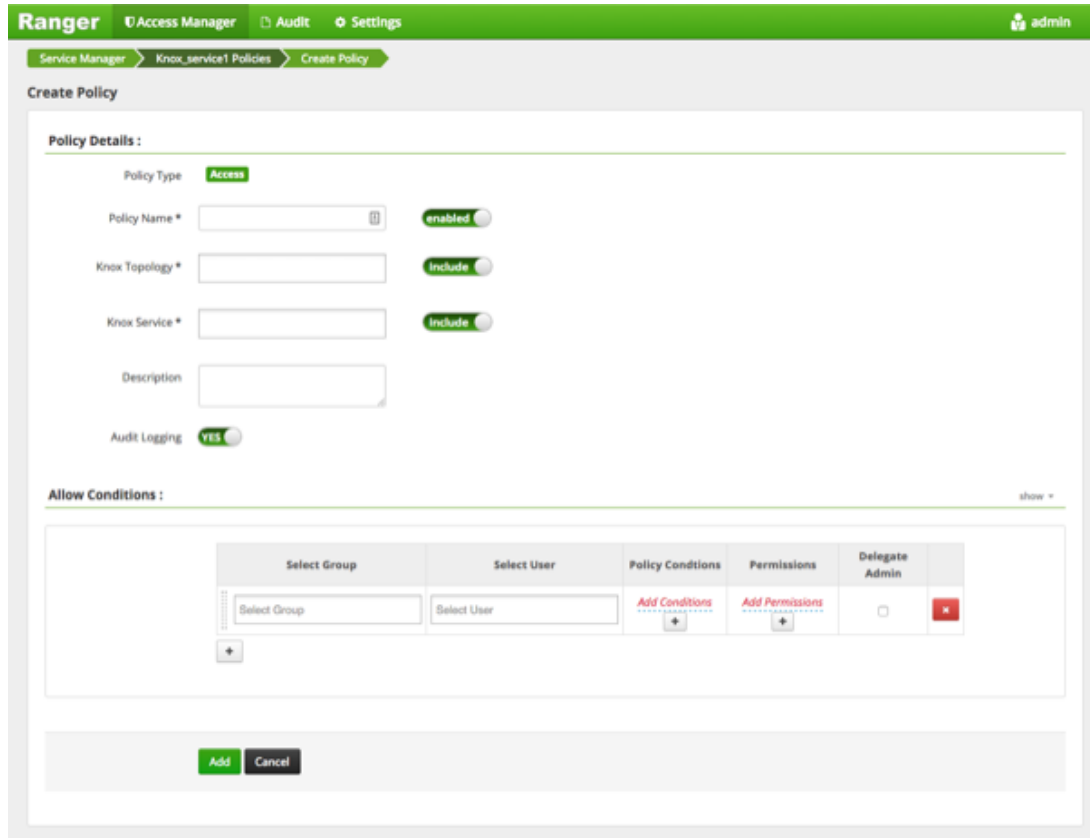 Ranger Access Manager Audit Settings admin
Service Manager Knox_service1 Policies Create Policy
Create Policy
Policy Details :
Policy Type Access
Policy Name * enabled
Knox Topology * Include
Knox Service * Include
Description
Audit Logging YES
Allow Conditions : show
Select Group Select User Policy Condtions Permissions Delegate
Admin
Select Group Select User Add Conditions Add Permissions
+ +
+
Add Cancel